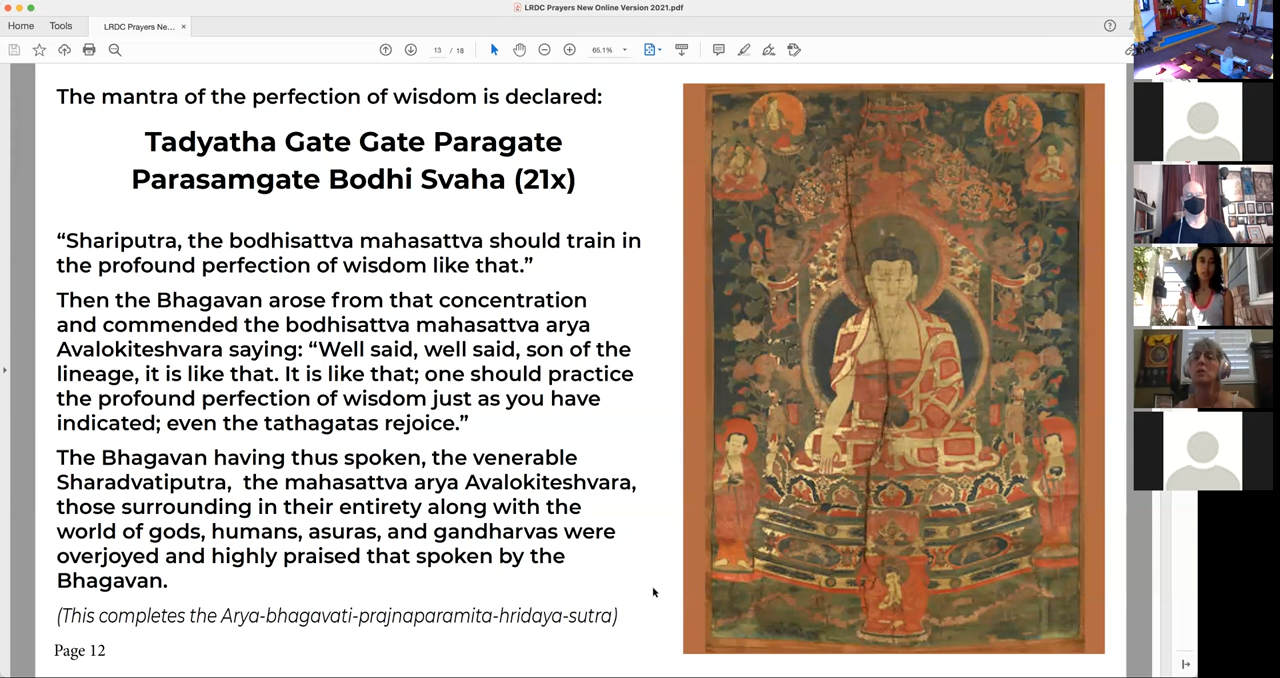 LRDC Prayers New Online Version 2021.pdf
Home Tools LRDC Prayers Ne... ×
13 / 18 65.1%
The mantra of the perfection of wisdom is declared:
Tadyatha Gate Gate Paragate
Parasamgate Bodhi Svaha (21x)
“Shariputra, the bodhisattva mahasattva should train in
the profound perfection of wisdom like that.”
Then the Bhagavan arose from that concentration
and commended the bodhisattva mahasattva arya
Avalokiteshvara saying: “Well said, well said, son of the
lineage, it is like that. It is like that; one should practice
the profound perfection of wisdom just as you have
indicated; even the tathagatas rejoice.”
The Bhagavan having thus spoken, the venerable
Sharadvatiputra,  the mahasattva arya Avalokiteshvara,
those surrounding in their entirety along with the
world of gods, humans, asuras, and gandharvas were
overjoyed and highly praised that spoken by the
Bhagavan.
(This completes the Arya-bhagavati-prajnaparamita-hridaya-sutra)
Page 12